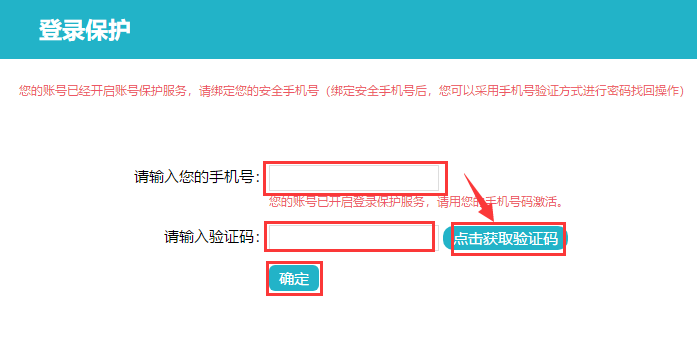 登录保护
您的账号已经开启账号保护服务，请绑定您的安全手机号（绑定安全手机号后，您可以采用手机号验证方式进行密码找回操作）
请输入您的手机号：
您的账号已开启登录保护服务，请用您的手机号码激活。
请输入验证码： 点击获取验证码
确定